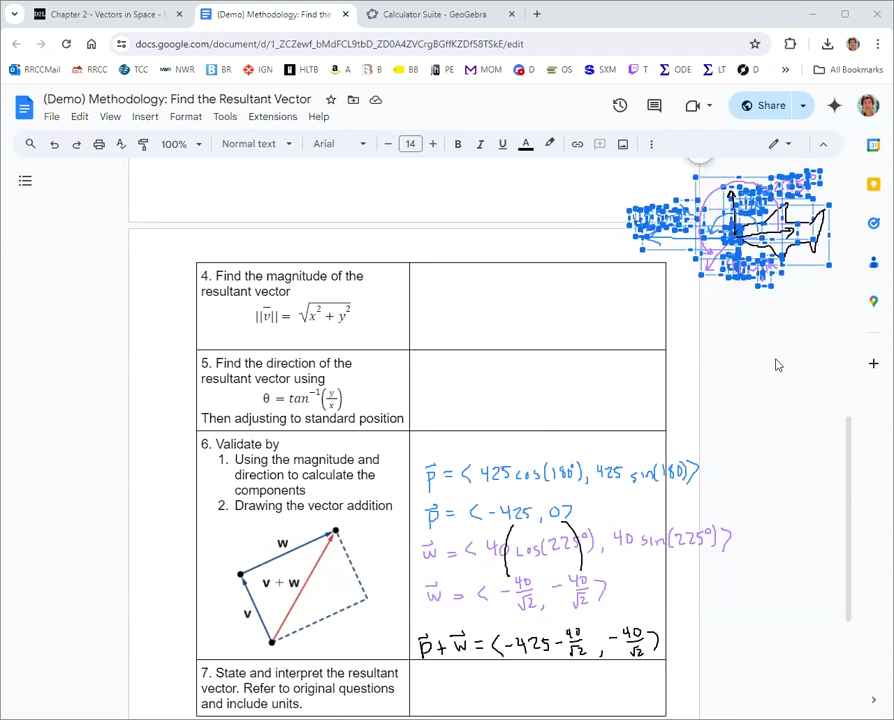 Chapter 2 - Vectors in Space -
(Demo) Methodology: Find the
Calculator Suite - GeoGebra
docs.google.com/document/d/1_ZCZewf_bMdFCL9tbD_ZD0A4ZVCrgBGffKZDf58TSkE/edit
RRCCMail
RRCC
TCC
NWR
BR
IGN
HLTB
A
B
BB
PE
MOM
D
OS
SXM
T
ODE
LT
D
All Bookmarks
(Demo) Methodology: Find the Resultant Vector
Share
File Edit View Insert Format Tools Extensions Help
100% Normal text Arial 14 B I U A
4. Find the magnitude of the
resultant vector
||v̅|| = √(x² + y²)
5. Find the direction of the
resultant vector using
θ = tan⁻¹(y/x)
Then adjusting to standard position
6. Validate by
1. Using the magnitude and
direction to calculate the
components
2. Drawing the vector addition
w
v + w
v
p⃗ = ⟨425 cos(180°), 425 sin(180)⟩
p⃗ = ⟨-425, 0⟩
w⃗ = ⟨40 cos(225°), 40 sin(225°)⟩
w⃗ = ⟨-40/√2, -40/√2⟩
p⃗ + w⃗ = ⟨-425 - 40/√2, -40/√2⟩
7. State and interpret the resultant
vector. Refer to original questions
and include units.